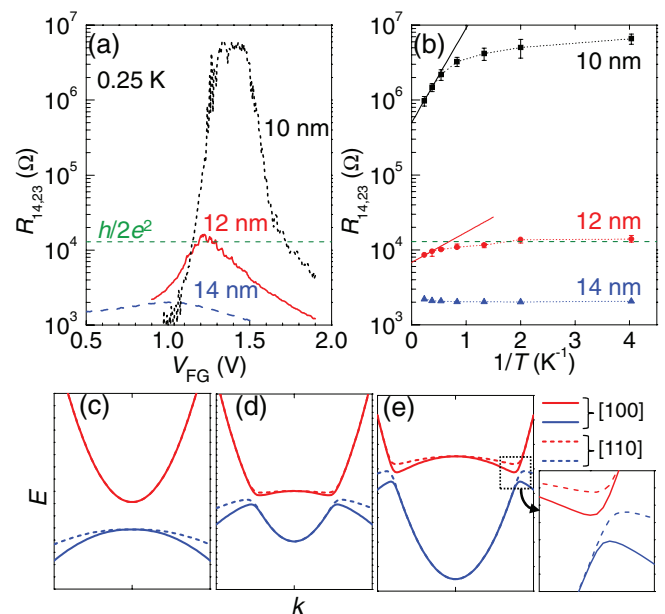 (a)
0.25 K
10 nm
12 nm
14 nm
h/2e²
R₁₄,₂₃ (Ω)
10⁷
10⁶
10⁵
10⁴
10³
0.5 1.0 1.5 2.0
V_FG (V)
(b)
10 nm
12 nm
14 nm
R₁₄,₂₃ (Ω)
10⁷
10⁶
10⁵
10⁴
10³
0 1 2 3 4
1/T (K⁻¹)
(c) (d) (e)
[100]
[110]
E
k